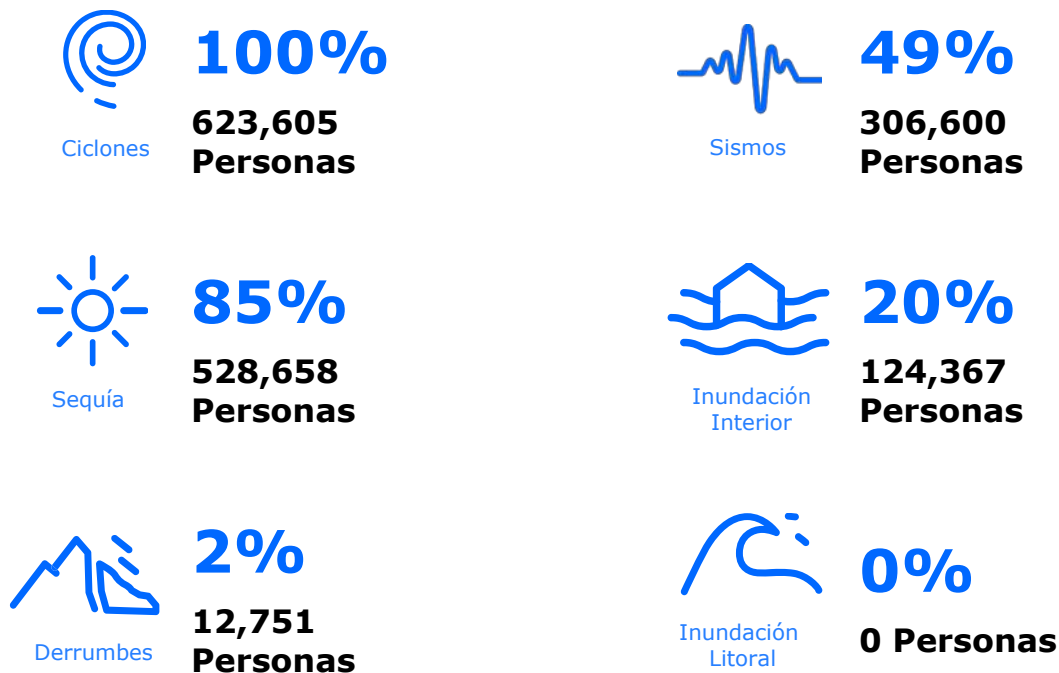 100%
623,605
Personas
Ciclones
49%
306,600
Personas
Sismos
85%
528,658
Personas
Sequía
20%
124,367
Personas
Inundación
Interior
2%
12,751
Personas
Derrumbes
0%
0 Personas
Inundación
Litoral